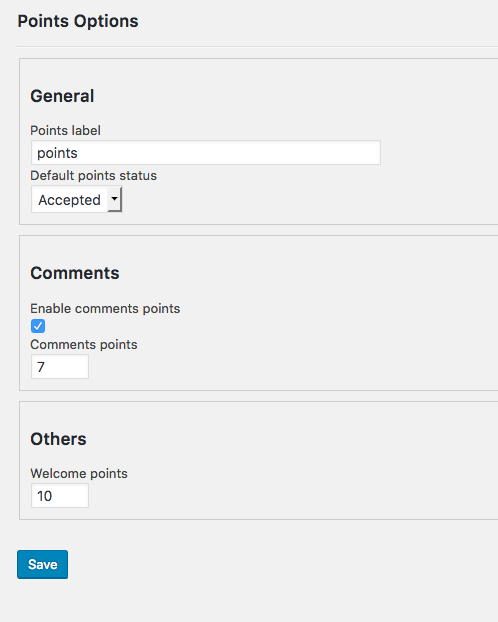 Points Options
General
Points label
points
Default points status
Accepted
Comments
Enable comments points
Comments points
7
Others
Welcome points
10
Save